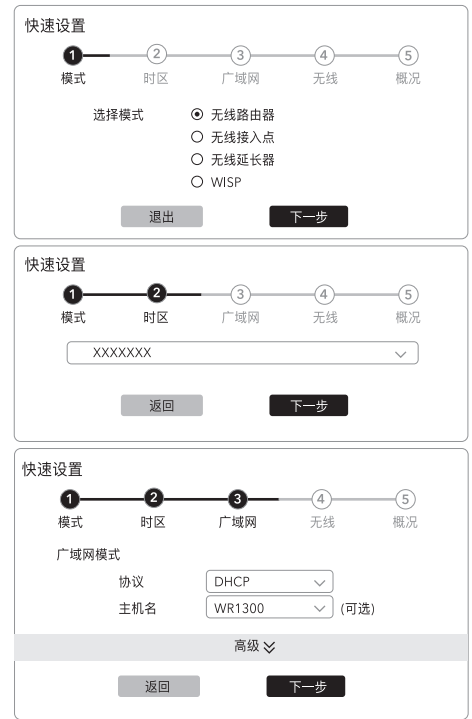 快速设置
1 2 3 4 5
模式 时区 广域网 无线 概况
选择模式 无线路由器
无线接入点
无线延长器
WISP
退出 下一步
快速设置
1 2 3 4 5
模式 时区 广域网 无线 概况
XXXXXXX
返回 下一步
快速设置
1 2 3 4 5
模式 时区 广域网 无线 概况
广域网模式
协议 DHCP
主机名 WR1300 (可选)
高级
返回 下一步